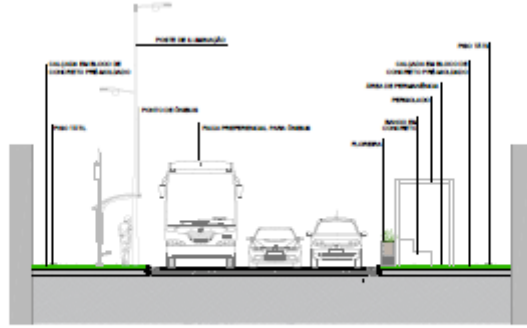 POSTE DE ILUMINAÇÃO
PISO TÁTIL
CALÇADA EM BLOCO DE
CONCRETO PRÉ-MOLDADO
CALÇADA EM BLOCO DE
CONCRETO PRÉ-MOLDADO
ÁREA DE PERMANÊNCIA
PERGOLADO
PONTO DE ÔNIBUS
BANCO EM
CONCRETO
PISO TÁTIL
FAIXA PREFERENCIAL PARA ÔNIBUS
FLOREIRA